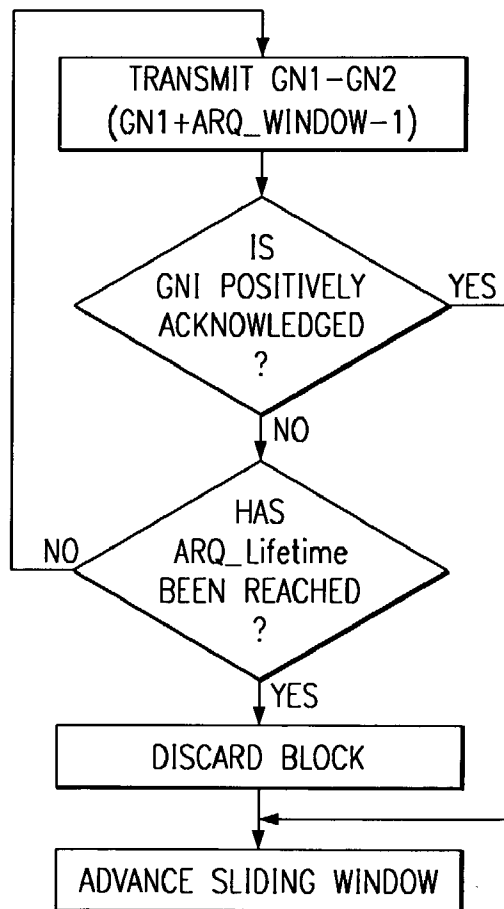 TRANSMIT GN1-GN2
(GN1+ARQ_WINDOW-1)
IS
GNI POSITIVELY
ACKNOWLEDGED
?
YES
NO
HAS
ARQ_Lifetime
BEEN REACHED
?
NO
YES
DISCARD BLOCK
ADVANCE SLIDING WINDOW